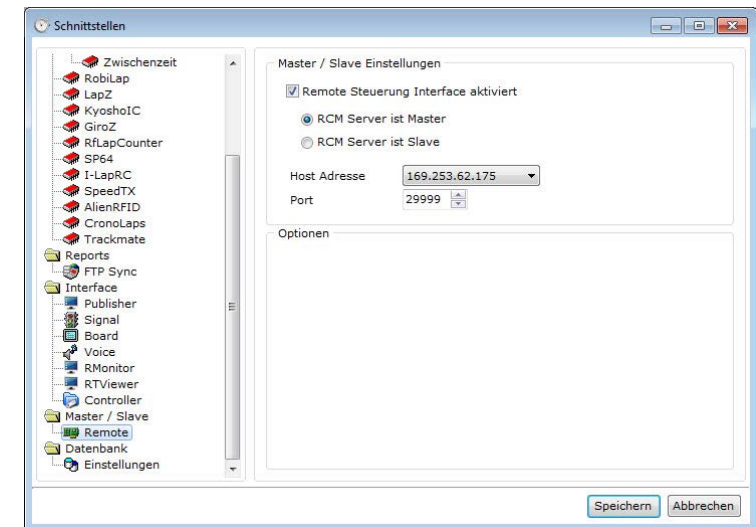 Schnittstellen
Zwischenzeit
RobiLap
LapZ
KyoshoIC
GiroZ
RfLapCounter
SP64
I-LapRC
SpeedTX
AlienRFID
CronoLaps
Trackmate
Reports
FTP Sync
Interface
Publisher
Signal
Board
Voice
RMonitor
RTViewer
Controller
Master / Slave
Remote
Datenbank
Einstellungen
Master / Slave Einstellungen
Remote Steuerung Interface aktiviert
RCM Server ist Master
RCM Server ist Slave
Host Adresse 169.253.62.175
Port 29999
Optionen
Speichern Abbrechen